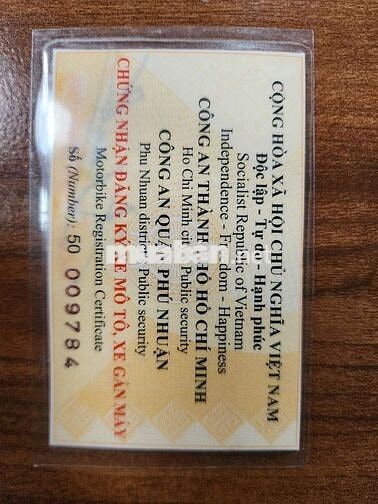 CỘNG HÒA XÃ HỘI CHỦ NGHĨA VIỆT NAM
Độc lập - Tự do - Hạnh phúc
Socialist Republic of Vietnam
Independence - Freedom - Happiness
CÔNG AN THÀNH PHỐ HỒ CHÍ MINH
Ho Chi Minh city Public security
CÔNG AN QUẬN PHÚ NHUẬN
Phu Nhuan district Public security
CHỨNG NHẬN ĐĂNG KÝ XE MÔ TÔ, XE GẮN MÁY
Motorbike Registration Certificate
Số (Number): 50 009784
muaban.net